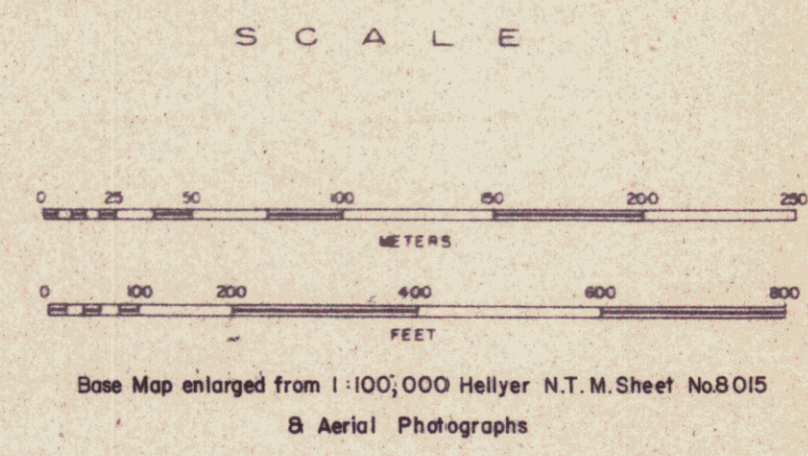 S C A L E
0 25 50 100 150 200 250
METERS
0 100 200 400 600 800
FEET
Base Map enlarged from 1:100,000 Hellyer N.T.M. Sheet No.8015
& Aerial Photographs